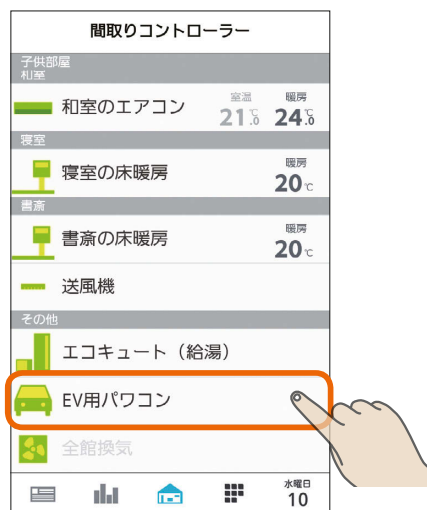 間取りコントローラー
子供部屋
和室
和室のエアコン 室温 21.0℃ 暖房 24.0℃
寝室
寝室の床暖房 暖房 20℃
書斎
書斎の床暖房 暖房 20℃
送風機
その他
エコキュート（給湯）
EV用パワコン
全館換気
水曜日
10